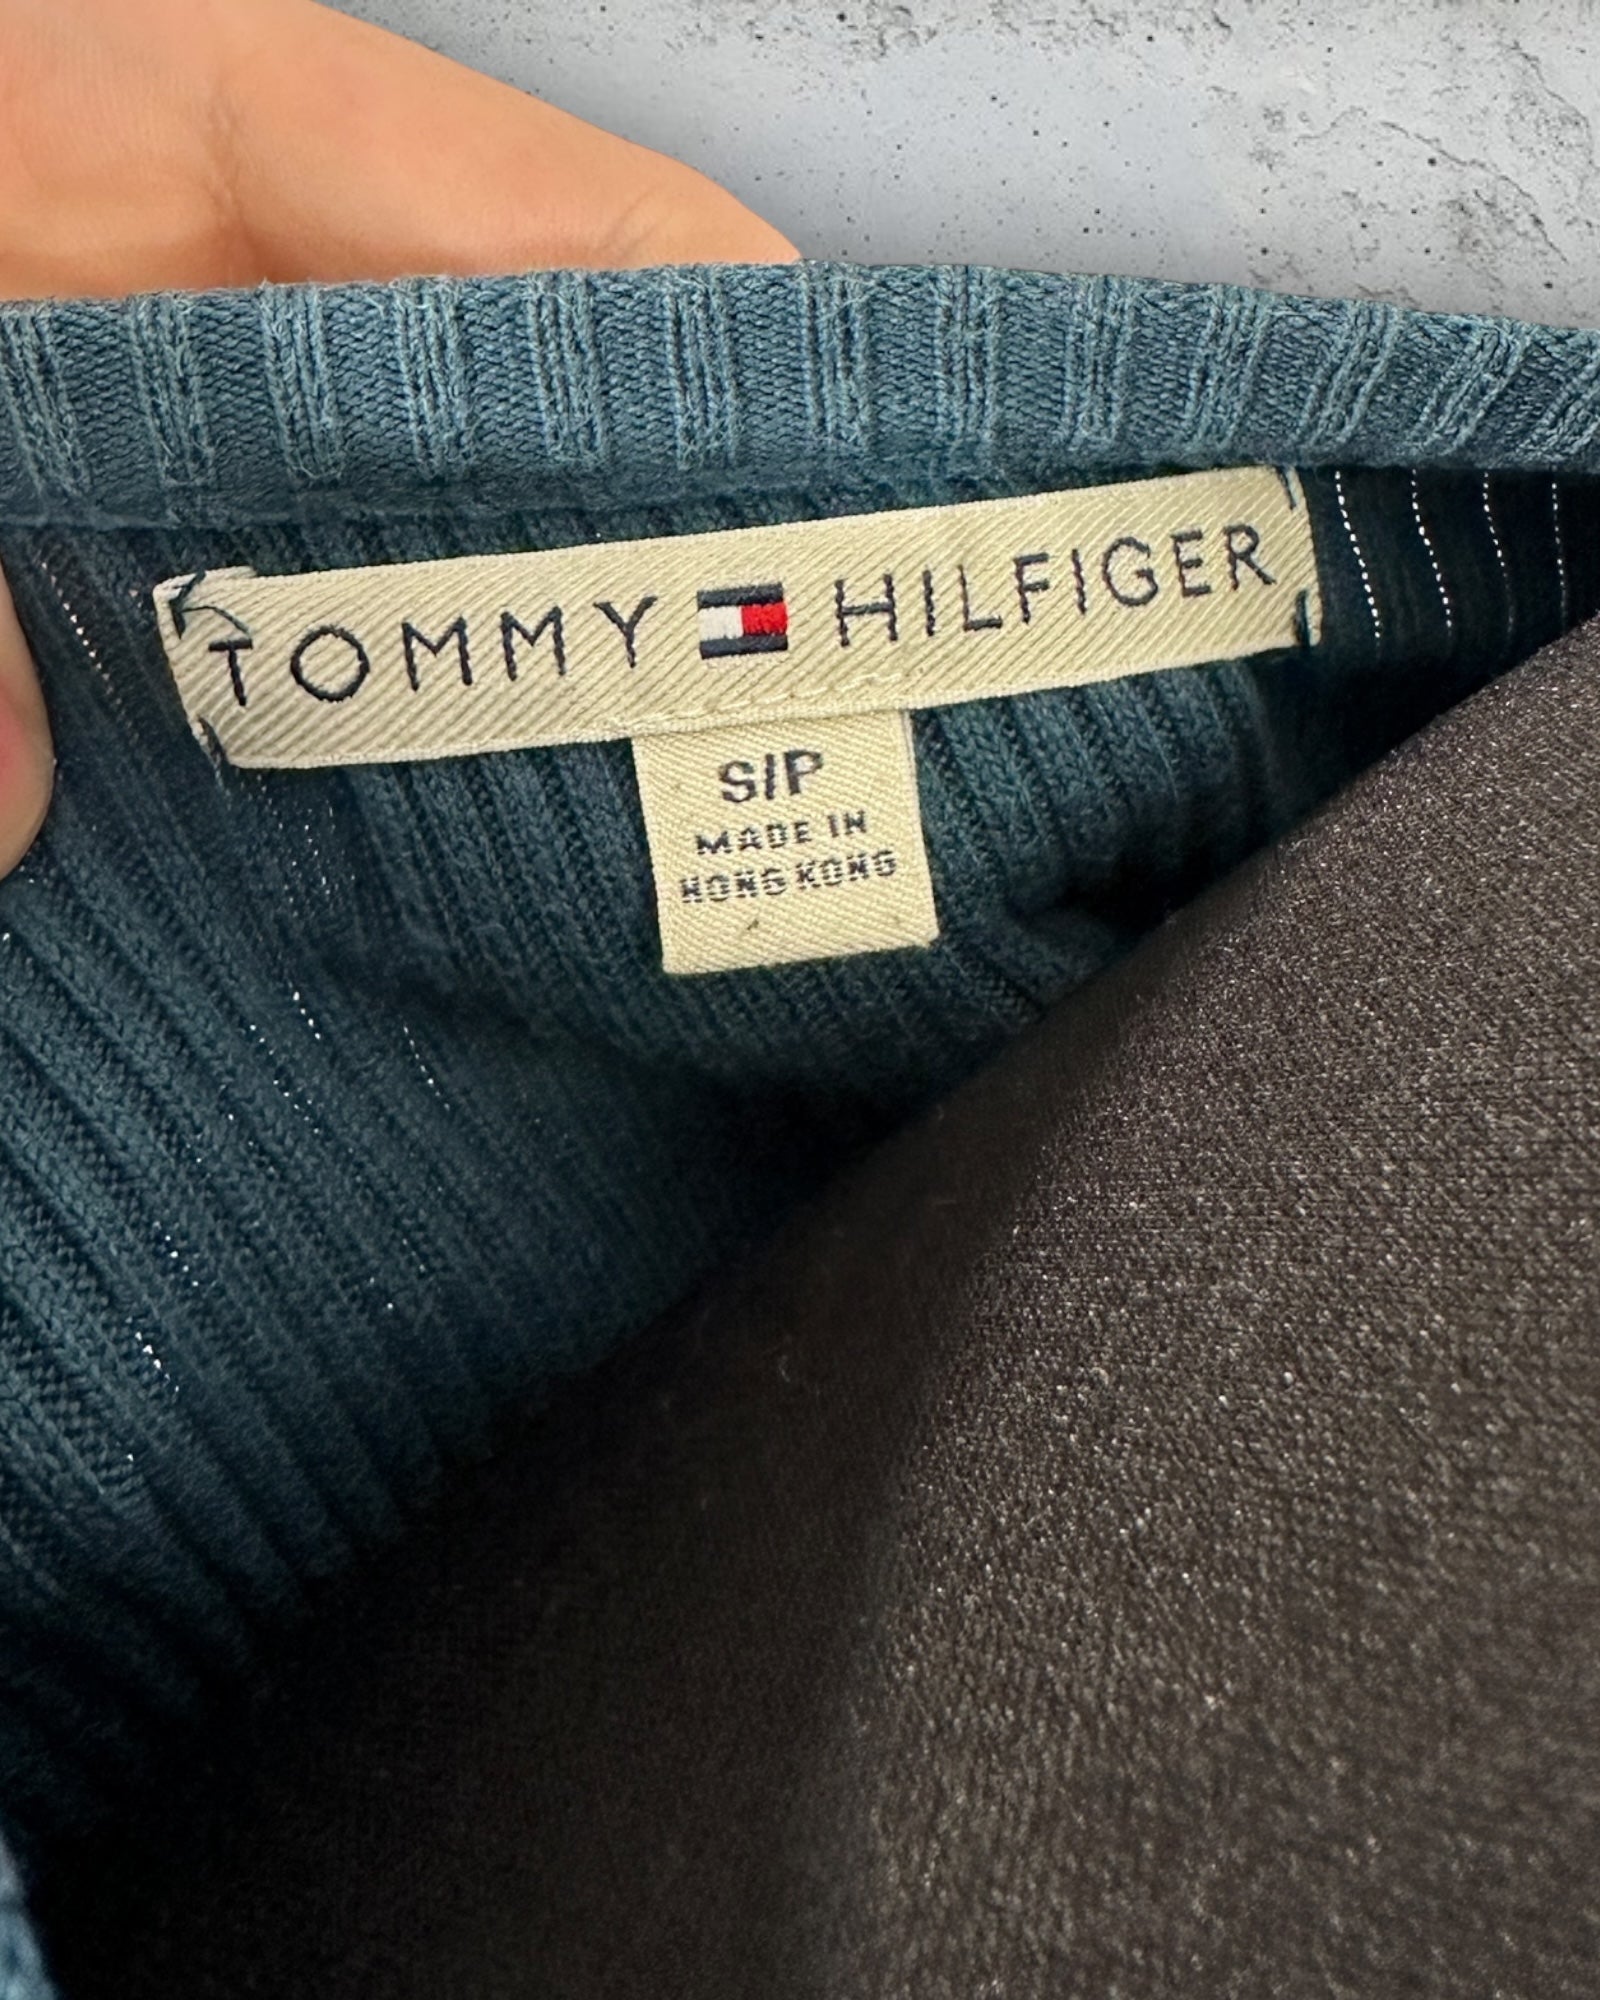 TOMMY HILFIGER
S/P
MADE IN
HONG KONG